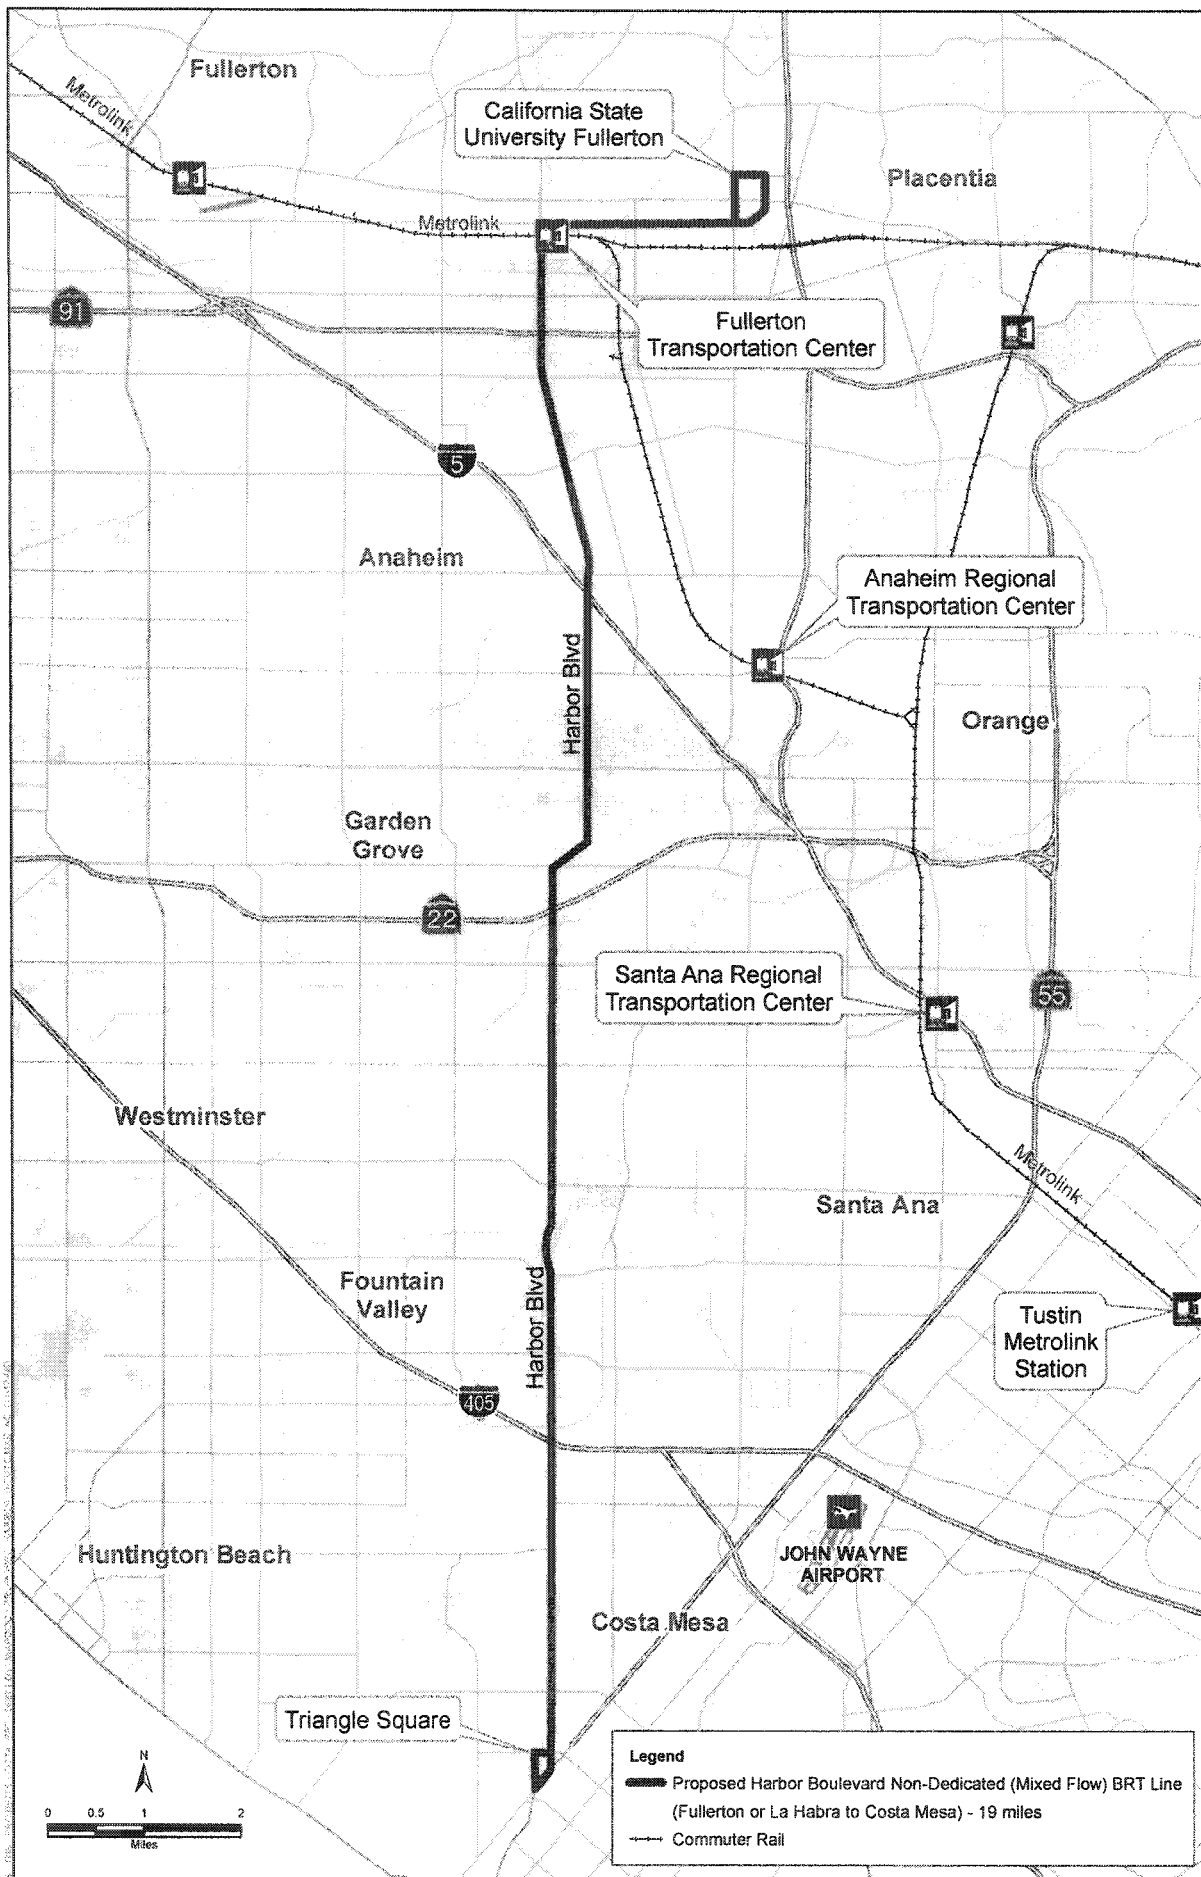 Fullerton
Metrolink
California State
University Fullerton
Placentia
Metrolink
91
Fullerton
Transportation Center
5
Anaheim
Anaheim Regional
Transportation Center
Harbor Blvd
Orange
Garden
Grove
22
Santa Ana Regional
Transportation Center
55
Westminster
Metrolink
Santa Ana
Fountain
Valley
Harbor Blvd
Tustin
Metrolink
Station
405
Huntington Beach
JOHN WAYNE
AIRPORT
Costa Mesa
Triangle Square
N
0 0.5 1 2
Miles
Legend
Proposed Harbor Boulevard Non-Dedicated (Mixed Flow) BRT Line
(Fullerton or La Habra to Costa Mesa) - 19 miles
Commuter Rail